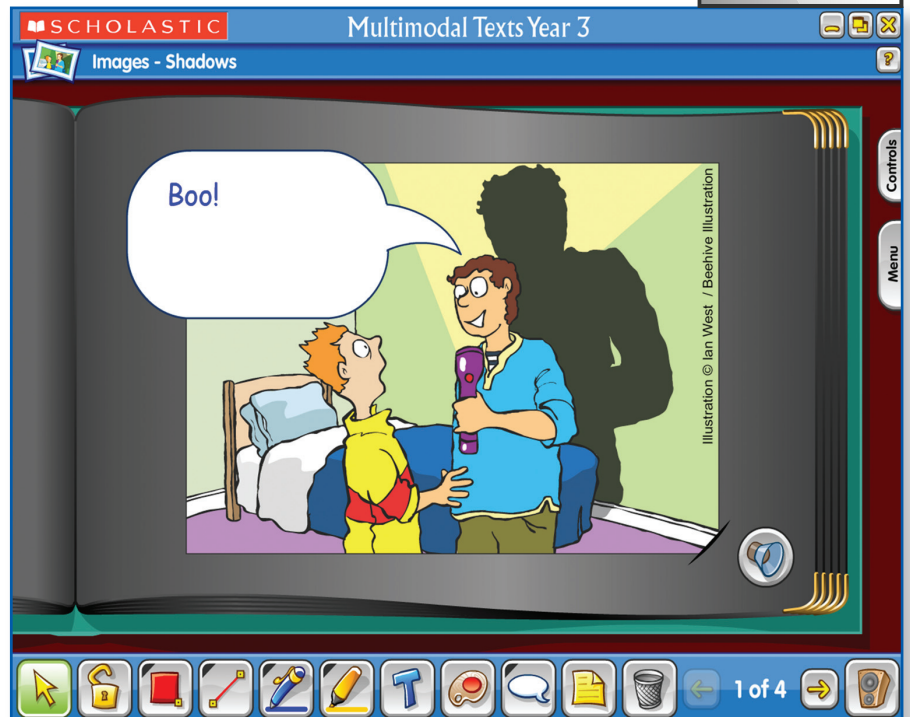 SCHOLASTIC
Multimodal Texts Year 3
Images - Shadows
?
Controls
Menu
Boo!
Illustration © Ian West / Beehive Illustration
T
1 of 4